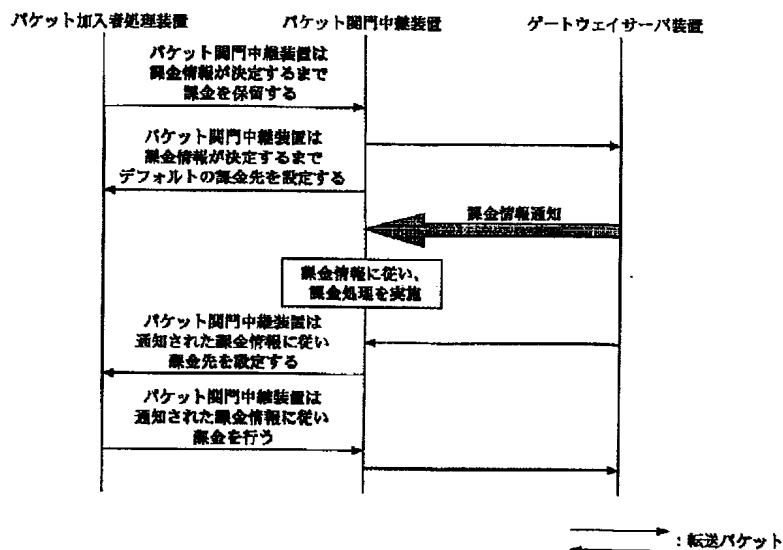 パケット加入者処理装置
パケット関門中継装置
ゲートウェイサーバ装置
パケット関門中継装置は
課金情報が決定するまで
課金を保留する
パケット関門中継装置は
課金情報が決定するまで
デフォルトの課金先を設定する
課金情報通知
課金情報に従い、
課金処理を実施
パケット関門中継装置は
通知された課金情報に従い
課金先を設定する
パケット関門中継装置は
通知された課金情報に従い
課金を行う
：転送パケット